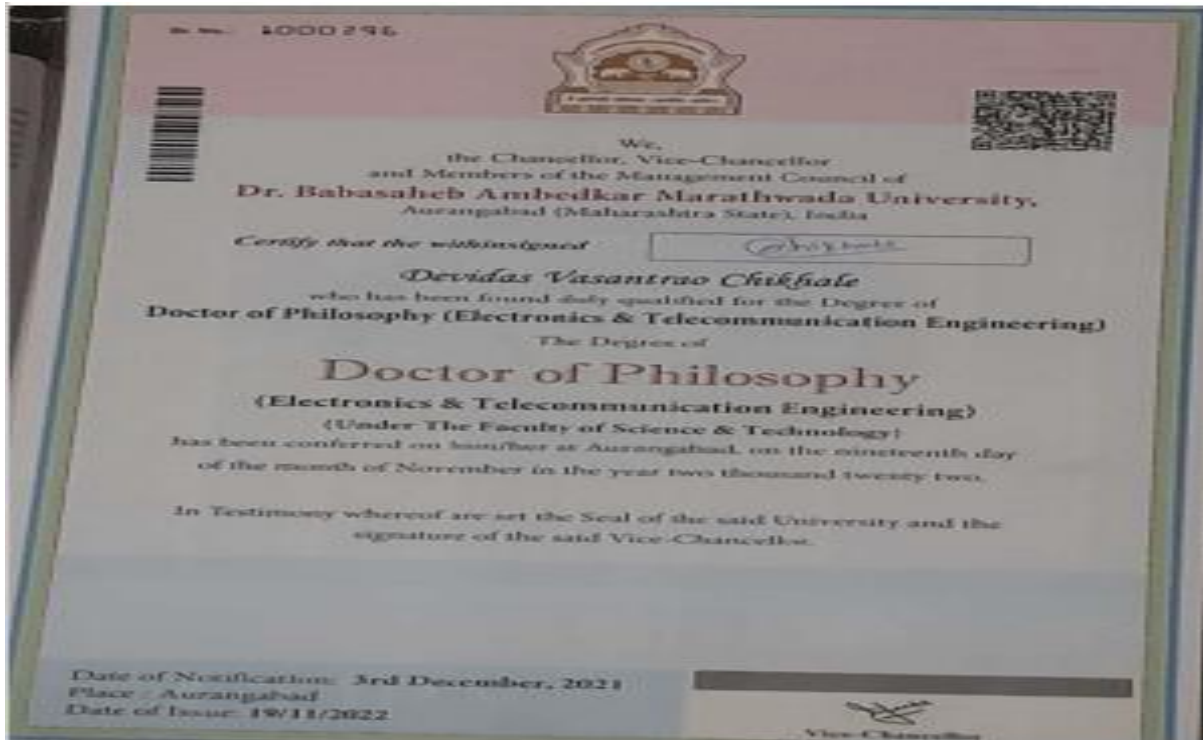 1000296
We,
the Chancellor, Vice-Chancellor
and Members of the Management Council of
Dr. Babasaheb Ambedkar Marathwada University,
Aurangabad (Maharashtra State), India
Certify that the withinsigned
Devidas Vasantrao Chikhale
who has been found duly qualified for the Degree of
Doctor of Philosophy (Electronics & Telecommunication Engineering)
The Degree of
Doctor of Philosophy
(Electronics & Telecommunication Engineering)
(Under The Faculty of Science & Technology)
has been conferred on him/her at Aurangabad, on the nineteenth day
of the month of November in the year two thousand twenty two.
In Testimony whereof are set the Seal of the said University and the
signature of the said Vice-Chancellor.
Date of Notification: 3rd December, 2021
Place : Aurangabad
Date of Issue: 19/11/2022
Vice-Chancellor